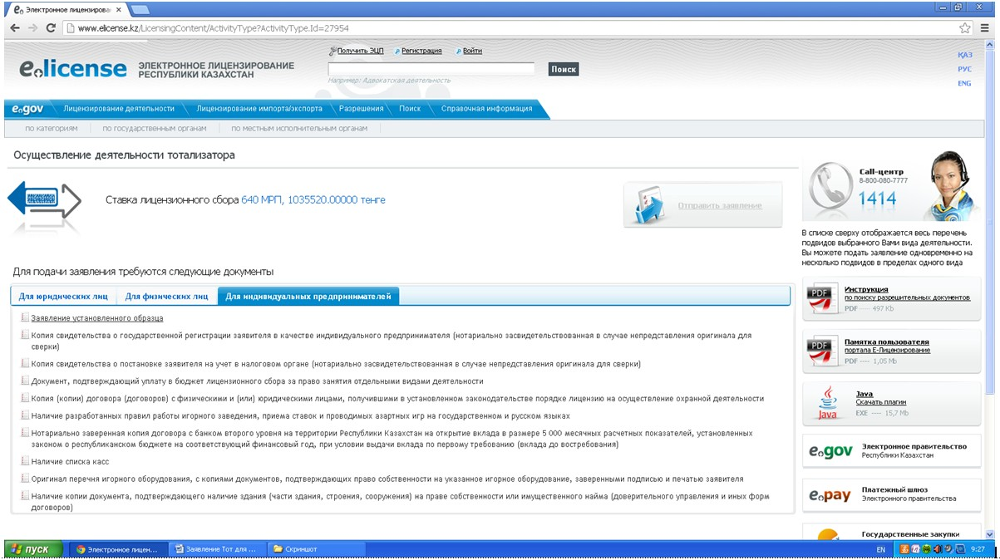 Электронное лицензирова
www.elicense.kz/LicensingContent/ActivityType?ActivityType.Id=27954
Получить ЭЦП Регистрация Войти
ҚАЗ
РУС
ENG
elicense
ЭЛЕКТРОННОЕ ЛИЦЕНЗИРОВАНИЕ
РЕСПУБЛИКИ КАЗАХСТАН
Поиск
Например: Адвокатская деятельность
egov Лицензирование деятельности Лицензирование импорта/экспорта Разрешения Поиск Справочная информация
по категориям по государственным органам по местным исполнительным органам
Осуществление деятельности тотализатора
Ставка лицензионного сбора 640 МРП, 1035520.00000 тенге
Отправить заявление
Для подачи заявления требуются следующие документы
Для юридических лиц Для физических лиц Для индивидуальных предпринимателей
Заявление установленного образца
Копия свидетельства о государственной регистрации заявителя в качестве индивидуального предпринимателя (нотариально засвидетельствованная в случае непредставления оригинала для
сверки)
Копия свидетельства о постановке заявителя на учет в налоговом органе (нотариально засвидетельствованная в случае непредставления оригинала для сверки)
Документ, подтверждающий уплату в бюджет лицензионного сбора за право занятия отдельными видами деятельности
Копия (копии) договора (договоров) с физическими и (или) юридическими лицами, получившими в установленном законодательстве порядке лицензию на осуществление охранной деятельности
Наличие разработанных правил работы игорного заведения, приема ставок и проводимых азартных игр на государственном и русском языках
Нотариально заверенная копия договора с банком второго уровня на территории Республики Казахстан на открытие вклада в размере 5 000 месячных расчетных показателей, установленных
законом о республиканском бюджете на соответствующий финансовый год, при условии выдачи вклада по первому требованию (вклада до востребования)
Наличие списка касс
Оригинал перечня игорного оборудования, с копиями документов, подтверждающих право собственности на указанное игорное оборудование, заверенными подписью и печатью заявителя
Наличие копии документа, подтверждающего наличие здания (части здания, строения, сооружения) на праве собственности или имущественного найма (доверительного управления и иных форм
договоров)
Call-центр
8-800-080-7777
1414
В списке сверху отображается весь перечень
подвидов выбранного Вами вида деятельности.
Вы можете подать заявление одновременно на
несколько подвидов в пределах одного вида
PDF
Инструкция
по поиску разрешительных документов
PDF ---- 497 Kb
PDF
Памятка пользователя
портала Е-Лицензирование
PDF ---- 1,05 Mb
Java
Java
Скачать плагин
EXE ---- 15,7 Mb
egov
Электронное правительство
Республики Казахстан
epay
Платежный шлюз
Электронного правительства
Государственные закупки
пуск Электронное лицен... Заявление Тот для ... Скриншот EN 9:27